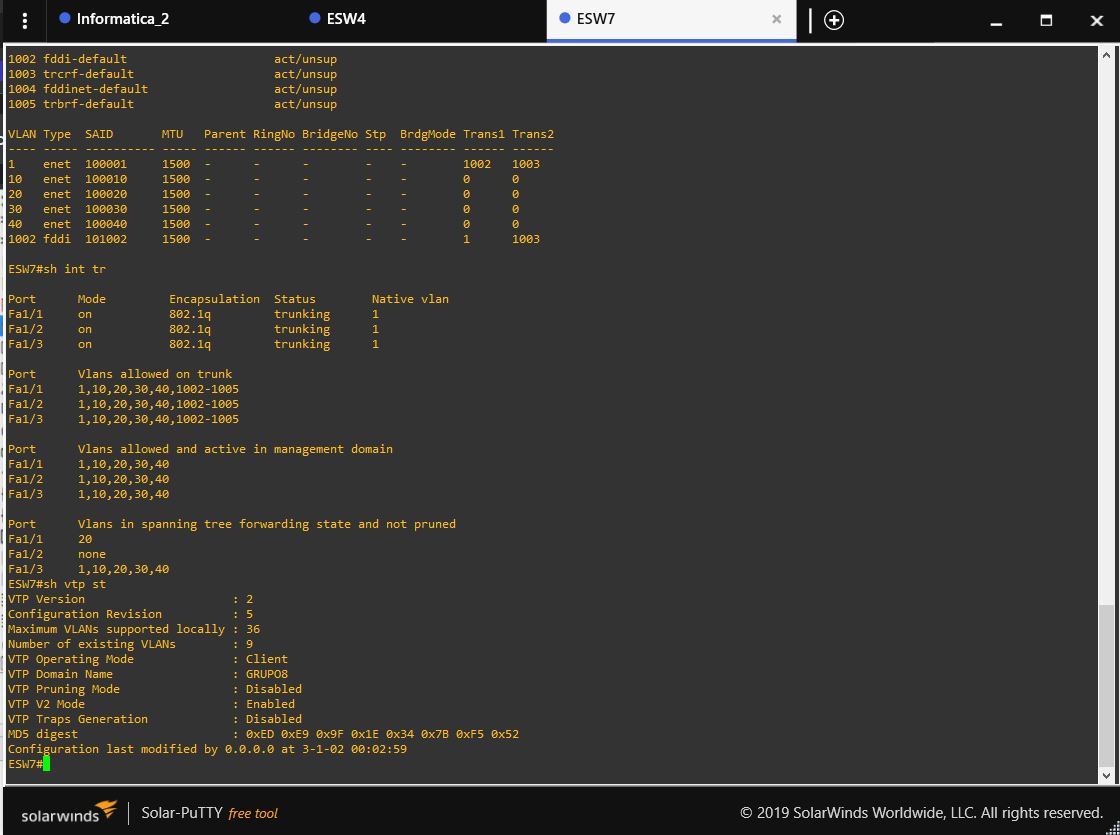 Informatica_2 ESW4 ESW7
1002 fddi-default act/unsup
1003 trcrf-default act/unsup
1004 fddinet-default act/unsup
1005 trbrf-default act/unsup
VLAN Type SAID MTU Parent RingNo BridgeNo Stp BrdgMode Trans1 Trans2
---- ----- ---------- ----- ------ ------ -------- ---- -------- ------ ------
1 enet 100001 1500 - - - - - 1002 1003
10 enet 100010 1500 - - - - - 0 0
20 enet 100020 1500 - - - - - 0 0
30 enet 100030 1500 - - - - - 0 0
40 enet 100040 1500 - - - - - 0 0
1002 fddi 101002 1500 - - - - - 1 1003
ESW7#sh int tr
Port Mode Encapsulation Status Native vlan
Fa1/1 on 802.1q trunking 1
Fa1/2 on 802.1q trunking 1
Fa1/3 on 802.1q trunking 1
Port Vlans allowed on trunk
Fa1/1 1,10,20,30,40,1002-1005
Fa1/2 1,10,20,30,40,1002-1005
Fa1/3 1,10,20,30,40,1002-1005
Port Vlans allowed and active in management domain
Fa1/1 1,10,20,30,40
Fa1/2 1,10,20,30,40
Fa1/3 1,10,20,30,40
Port Vlans in spanning tree forwarding state and not pruned
Fa1/1 20
Fa1/2 none
Fa1/3 1,10,20,30,40
ESW7#sh vtp st
VTP Version : 2
Configuration Revision : 5
Maximum VLANs supported locally : 36
Number of existing VLANs : 9
VTP Operating Mode : Client
VTP Domain Name : GRUPO8
VTP Pruning Mode : Disabled
VTP V2 Mode : Enabled
VTP Traps Generation : Disabled
MD5 digest : 0xED 0xE9 0x9F 0x1E 0x34 0x7B 0xF5 0x52
Configuration last modified by 0.0.0.0 at 3-1-02 00:02:59
ESW7#
solarwinds Solar-PuTTY free tool © 2019 SolarWinds Worldwide, LLC. All rights reserved.